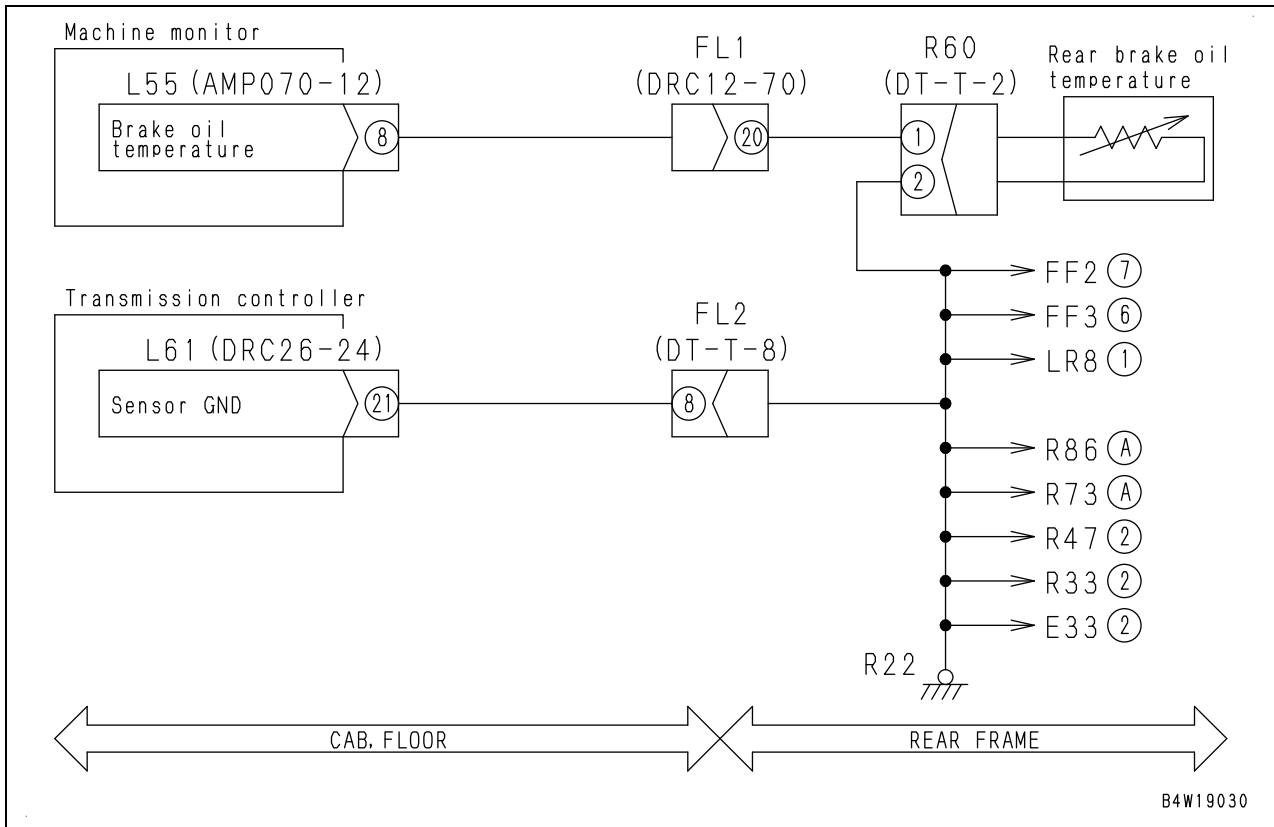 Machine monitor
L55 (AMP070-12)
Brake oil
temperature
8
FL1
(DRC12-70)
20
R60
(DT-T-2)
1
2
Rear brake oil
temperature
Transmission controller
L61 (DRC26-24)
Sensor GND
21
FL2
(DT-T-8)
8
FF2 7
FF3 6
LR8 1
R86 A
R73 A
R47 2
R33 2
E33 2
R22
CAB, FLOOR
REAR FRAME
B4W19030